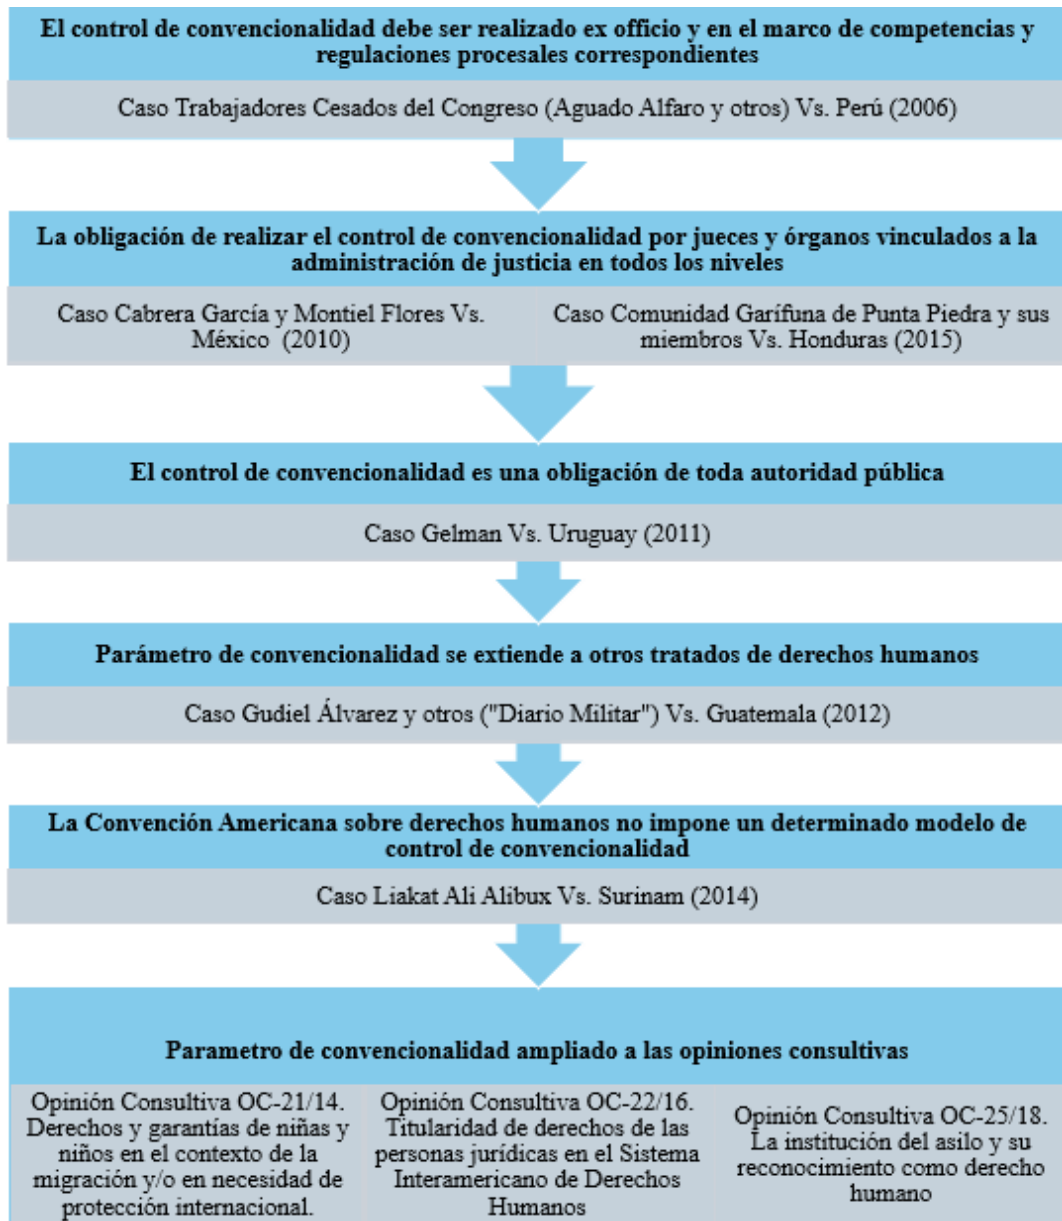 El control de convencionalidad debe ser realizado ex officio y en el marco de competencias y
regulaciones procesales correspondientes
Caso Trabajadores Cesados del Congreso (Aguado Alfaro y otros) Vs. Perú (2006)
La obligación de realizar el control de convencionalidad por jueces y órganos vinculados a la
administración de justicia en todos los niveles
Caso Cabrera García y Montiel Flores Vs.
México (2010)
Caso Comunidad Garífuna de Punta Piedra y sus
miembros Vs. Honduras (2015)
El control de convencionalidad es una obligación de toda autoridad pública
Caso Gelman Vs. Uruguay (2011)
Parámetro de convencionalidad se extiende a otros tratados de derechos humanos
Caso Gudiel Álvarez y otros ("Diario Militar") Vs. Guatemala (2012)
La Convención Americana sobre derechos humanos no impone un determinado modelo de
control de convencionalidad
Caso Liakat Ali Alibux Vs. Surinam (2014)
Parametro de convencionalidad ampliado a las opiniones consultivas
Opinión Consultiva OC-21/14.
Derechos y garantías de niñas y
niños en el contexto de la
migración y/o en necesidad de
protección internacional.
Opinión Consultiva OC-22/16.
Titularidad de derechos de las
personas jurídicas en el Sistema
Interamericano de Derechos
Humanos
Opinión Consultiva OC-25/18.
La institución del asilo y su
reconocimiento como derecho
humano